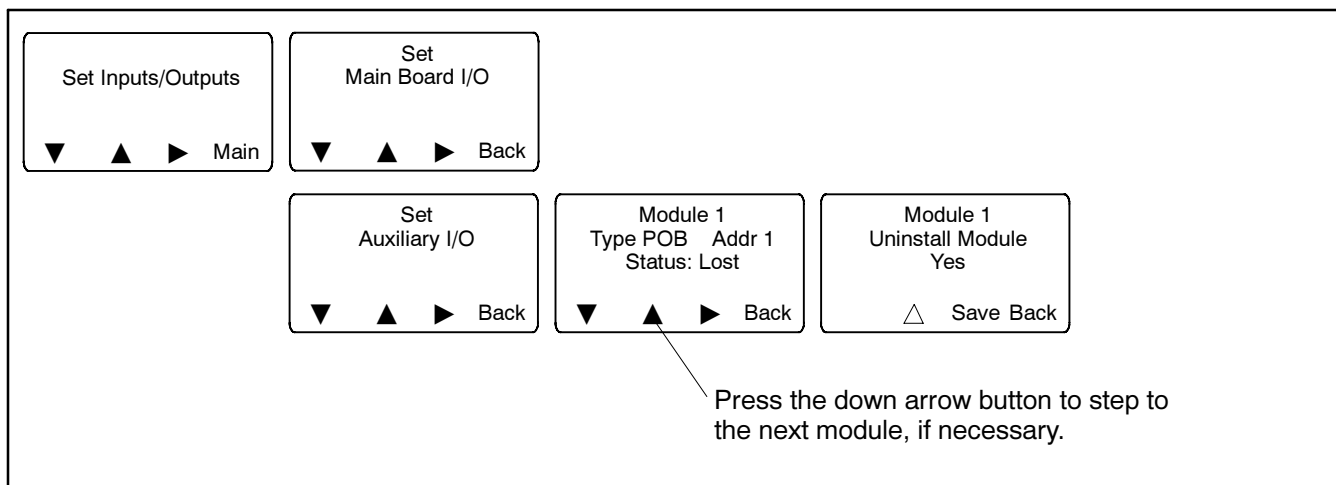 Set Inputs/Outputs
▼ ▲ ► Main
Set
Main Board I/O
▼ ▲ ► Back
Set
Auxiliary I/O
▼ ▲ ► Back
Module 1
Type POB Addr 1
Status: Lost
▼ ▲ ► Back
Module 1
Uninstall Module
Yes
△ Save Back
Press the down arrow button to step to
the next module, if necessary.